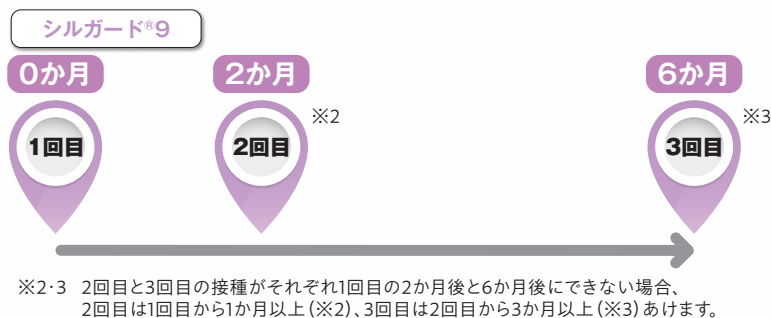 シルガード®9
0か月 2か月 6か月
※2 ※3
1回目 2回目 3回目
※2·3 2回目と3回目の接種がそれぞれ1回目の2か月後と6か月後にできない場合、
2回目は1回目から1か月以上(※2)、3回目は2回目から3か月以上(※3)あけます。